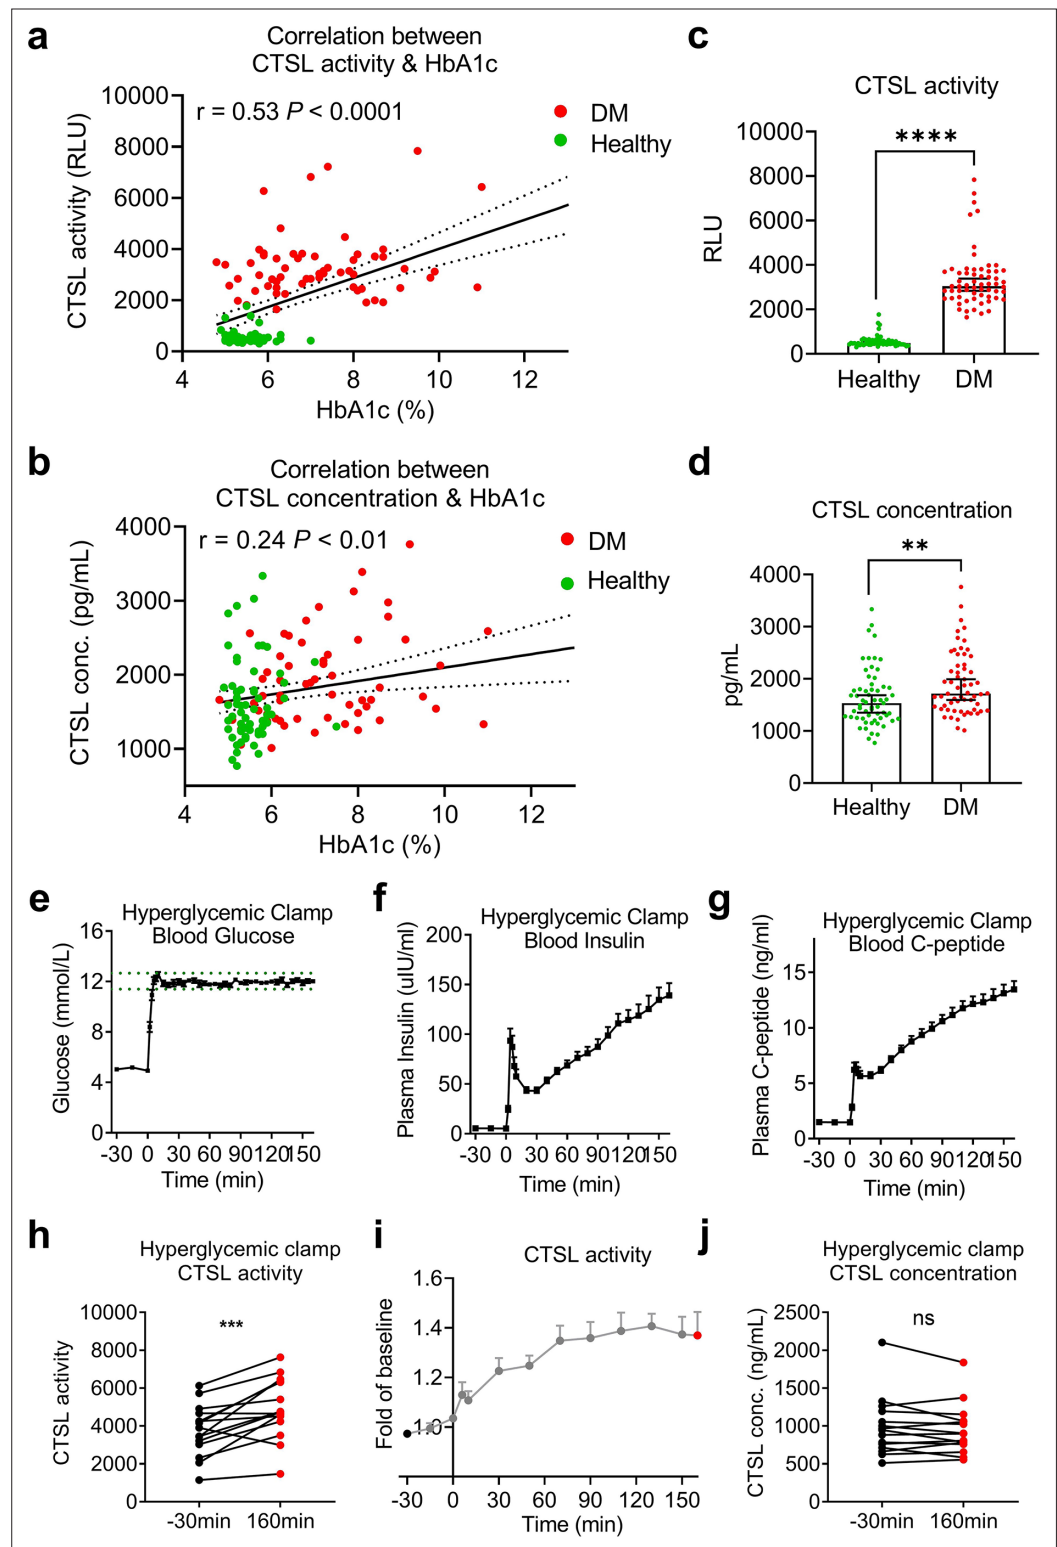 a
Correlation between
CTSL activity & HbA1c
r = 0.53 P < 0.0001
DM
Healthy
CTSL activity (RLU)
10000
8000
6000
4000
2000
0
4 6 8 10 12
HbA1c (%)
c
CTSL activity
****
RLU
10000
8000
6000
4000
2000
0
Healthy DM
b
Correlation between
CTSL concentration & HbA1c
r = 0.24 P < 0.01
DM
Healthy
CTSL conc. (pg/mL)
4000
3000
2000
1000
4 6 8 10 12
HbA1c (%)
d
CTSL concentration
**
pg/mL
4000
3000
2000
1000
0
Healthy DM
e
Hyperglycemic Clamp
Blood Glucose
Glucose (mmol/L)
16
12
8
4
0
-30 0 30 60 90 120 150
Time (min)
f
Hyperglycemic Clamp
Blood Insulin
Plasma Insulin (uIU/ml)
200
150
100
50
0
-30 0 30 60 90 120 150
Time (min)
g
Hyperglycemic Clamp
Blood C-peptide
Plasma C-peptide (ng/ml)
15
10
5
0
-30 0 30 60 90 120 150
Time (min)
h
Hyperglycemic clamp
CTSL activity
***
CTSL activity
10000
8000
6000
4000
2000
0
-30min 160min
i
CTSL activity
Fold of baseline
1.6
1.4
1.2
1.0
-30 0 30 60 90 120 150
Time (min)
j
Hyperglycemic clamp
CTSL concentration
ns
CTSL conc. (ng/mL)
2500
2000
1500
1000
500
0
-30min 160min